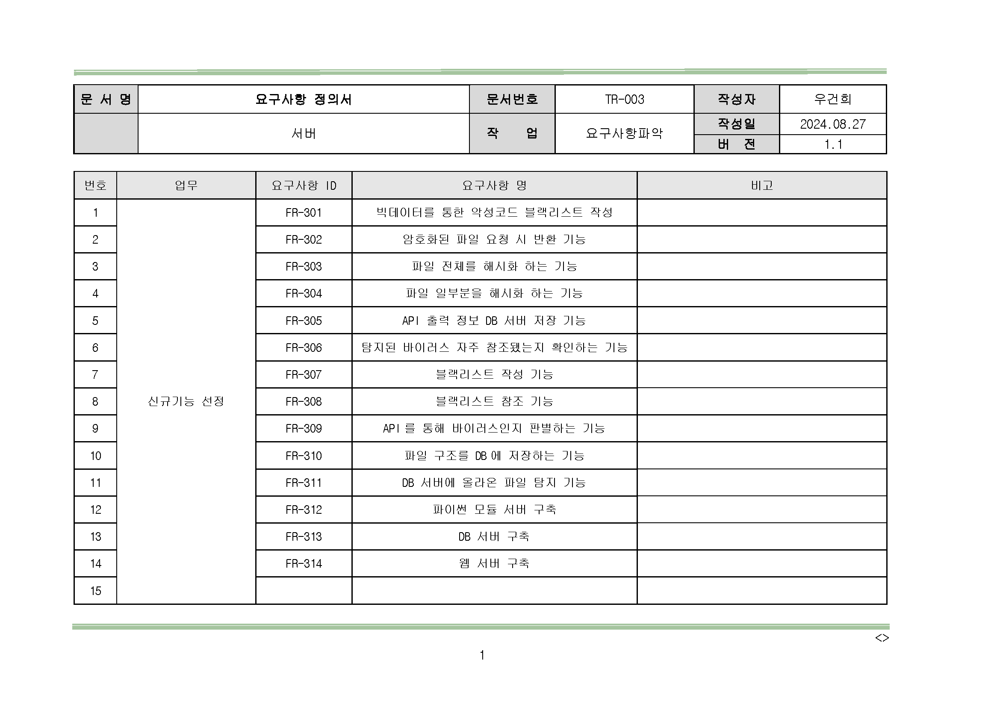 문 서 명 요구사항 정의서 문서번호 TR-003 작성자 우건희
서버 작 업 요구사항파악 작성일 2024.08.27
버 전 1.1
번호 업무 요구사항 ID 요구사항 명 비고
1 FR-301 빅데이터를 통한 악성코드 블랙리스트 작성
2 FR-302 암호화된 파일 요청 시 반환 기능
3 FR-303 파일 전체를 해시화 하는 기능
4 FR-304 파일 일부분을 해시화 하는 기능
5 FR-305 API 출력 정보 DB 서버 저장 기능
6 FR-306 탐지된 바이러스 자주 참조됐는지 확인하는 기능
7 FR-307 블랙리스트 작성 기능
8 신규기능 선정 FR-308 블랙리스트 참조 기능
9 FR-309 API를 통해 바이러스인지 판별하는 기능
10 FR-310 파일 구조를 DB에 저장하는 기능
11 FR-311 DB 서버에 올라온 파일 탐지 기능
12 FR-312 파이썬 모듈 서버 구축
13 FR-313 DB 서버 구축
14 FR-314 웹 서버 구축
15
<>
1